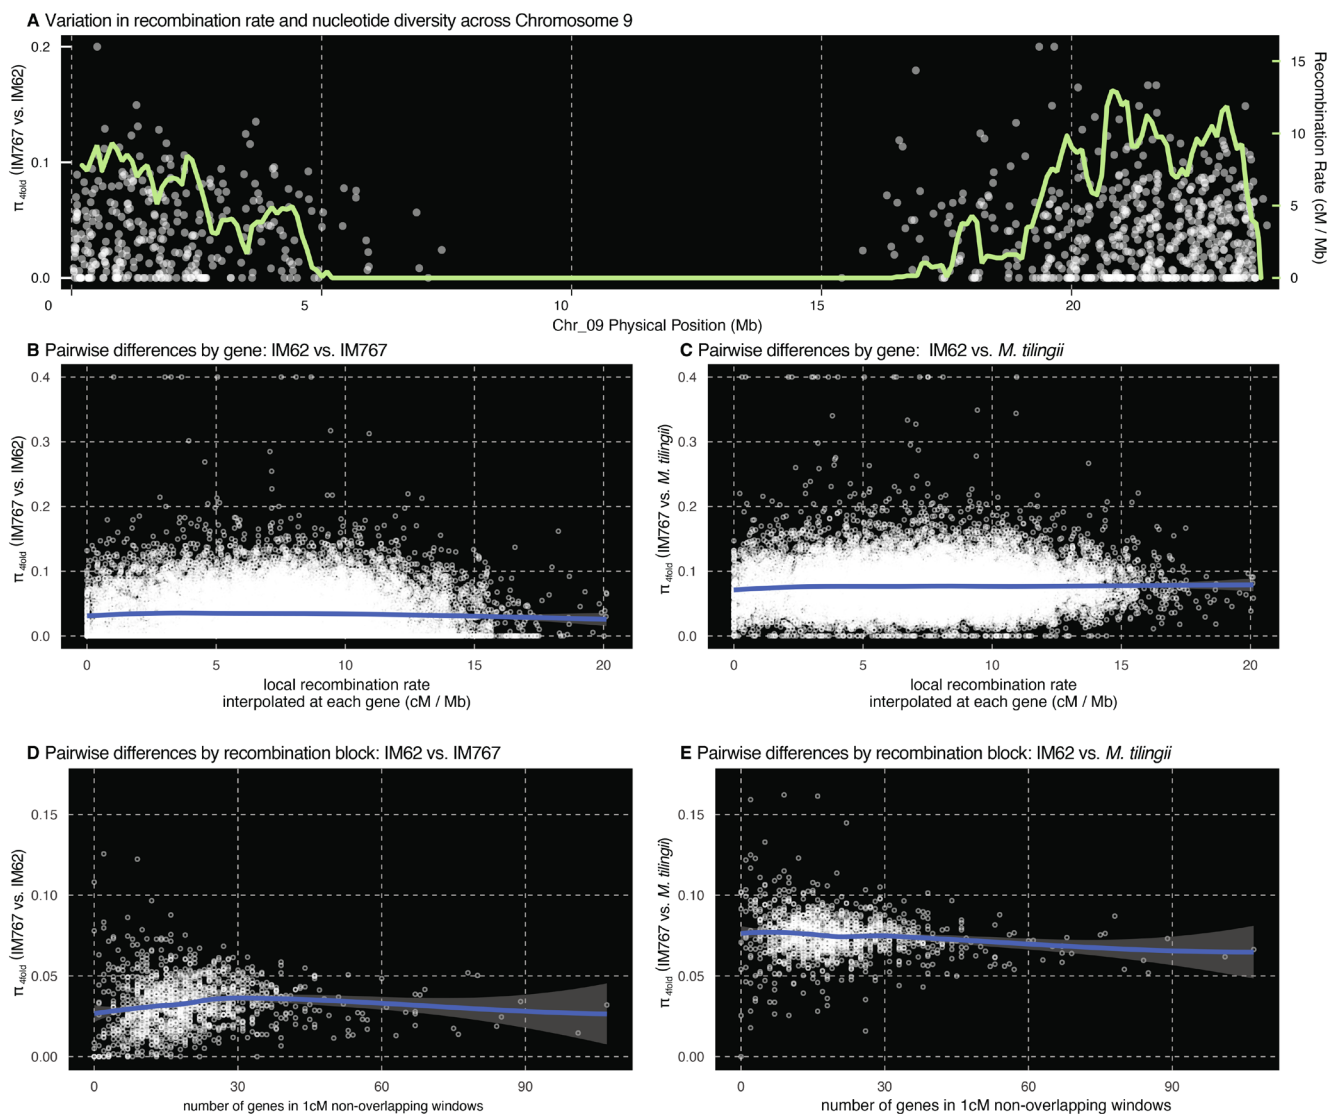 A Variation in recombination rate and nucleotide diversity across Chromosome 9
π 4fold (IM767 vs. IM62)
0.2
0.1
0.0
15
10
5
0
Recombination Rate (cM / Mb)
0 5 10 15 20
Chr_09 Physical Position (Mb)
B Pairwise differences by gene: IM62 vs. IM767
π 4fold (IM767 vs. IM62)
0.4
0.3
0.2
0.1
0.0
0 5 10 15 20
local recombination rate
interpolated at each gene (cM / Mb)
C Pairwise differences by gene: IM62 vs. M. tilingii
π 4fold (IM767 vs. M. tilingii)
0.4
0.3
0.2
0.1
0.0
0 5 10 15 20
local recombination rate
interpolated at each gene (cM / Mb)
D Pairwise differences by recombination block: IM62 vs. IM767
π 4fold (IM767 vs. IM62)
0.15
0.10
0.05
0.00
0 30 60 90
number of genes in 1cM non-overlapping windows
E Pairwise differences by recombination block: IM62 vs. M. tilingii
π 4fold (IM767 vs. M. tilingii)
0.15
0.10
0.05
0.00
0 30 60 90
number of genes in 1cM non-overlapping windows